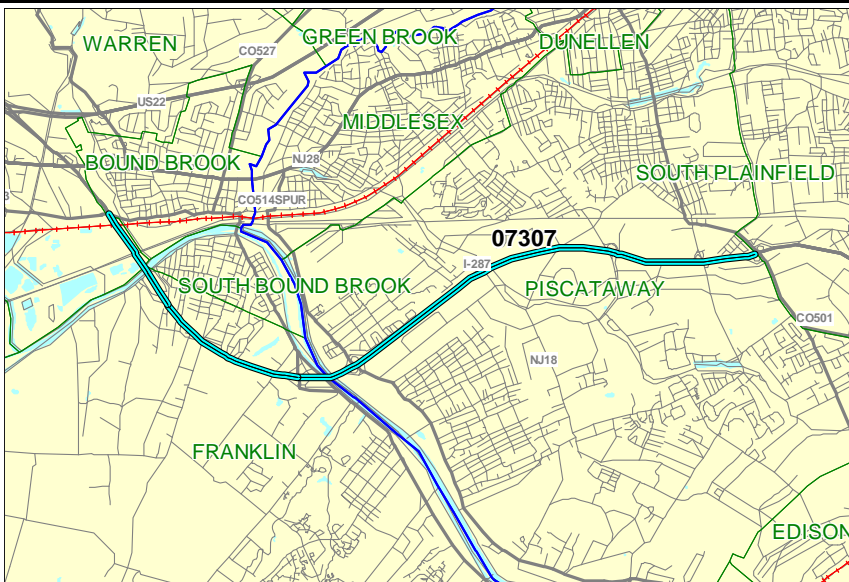 GREEN BROOK
WARREN
DUNELLEN
CO527
US22
MIDDLESEX
NJ28
BOUND BROOK
SOUTH PLAINFIELD
3
CO514SPUR
07307
I-287
SOUTH BOUND BROOK
PISCATAWAY
CO501
NJ18
FRANKLIN
EDISON